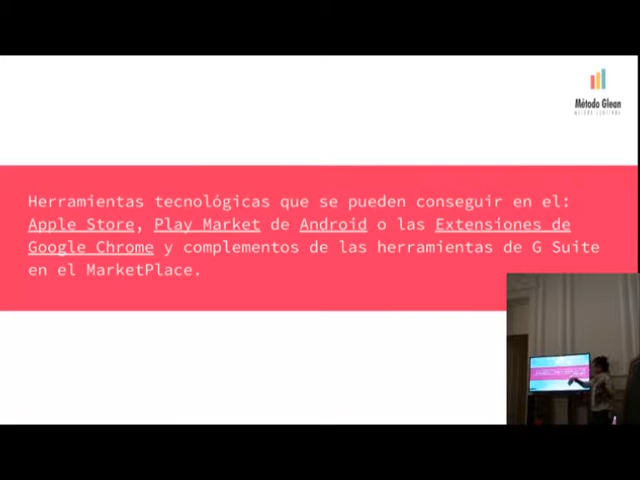 Método Glean
Herramientas tecnológicas que se pueden conseguir en el:
Apple Store, Play Market de Android o las Extensiones de
Google Chrome y complementos de las herramientas de G Suite
en el MarketPlace.